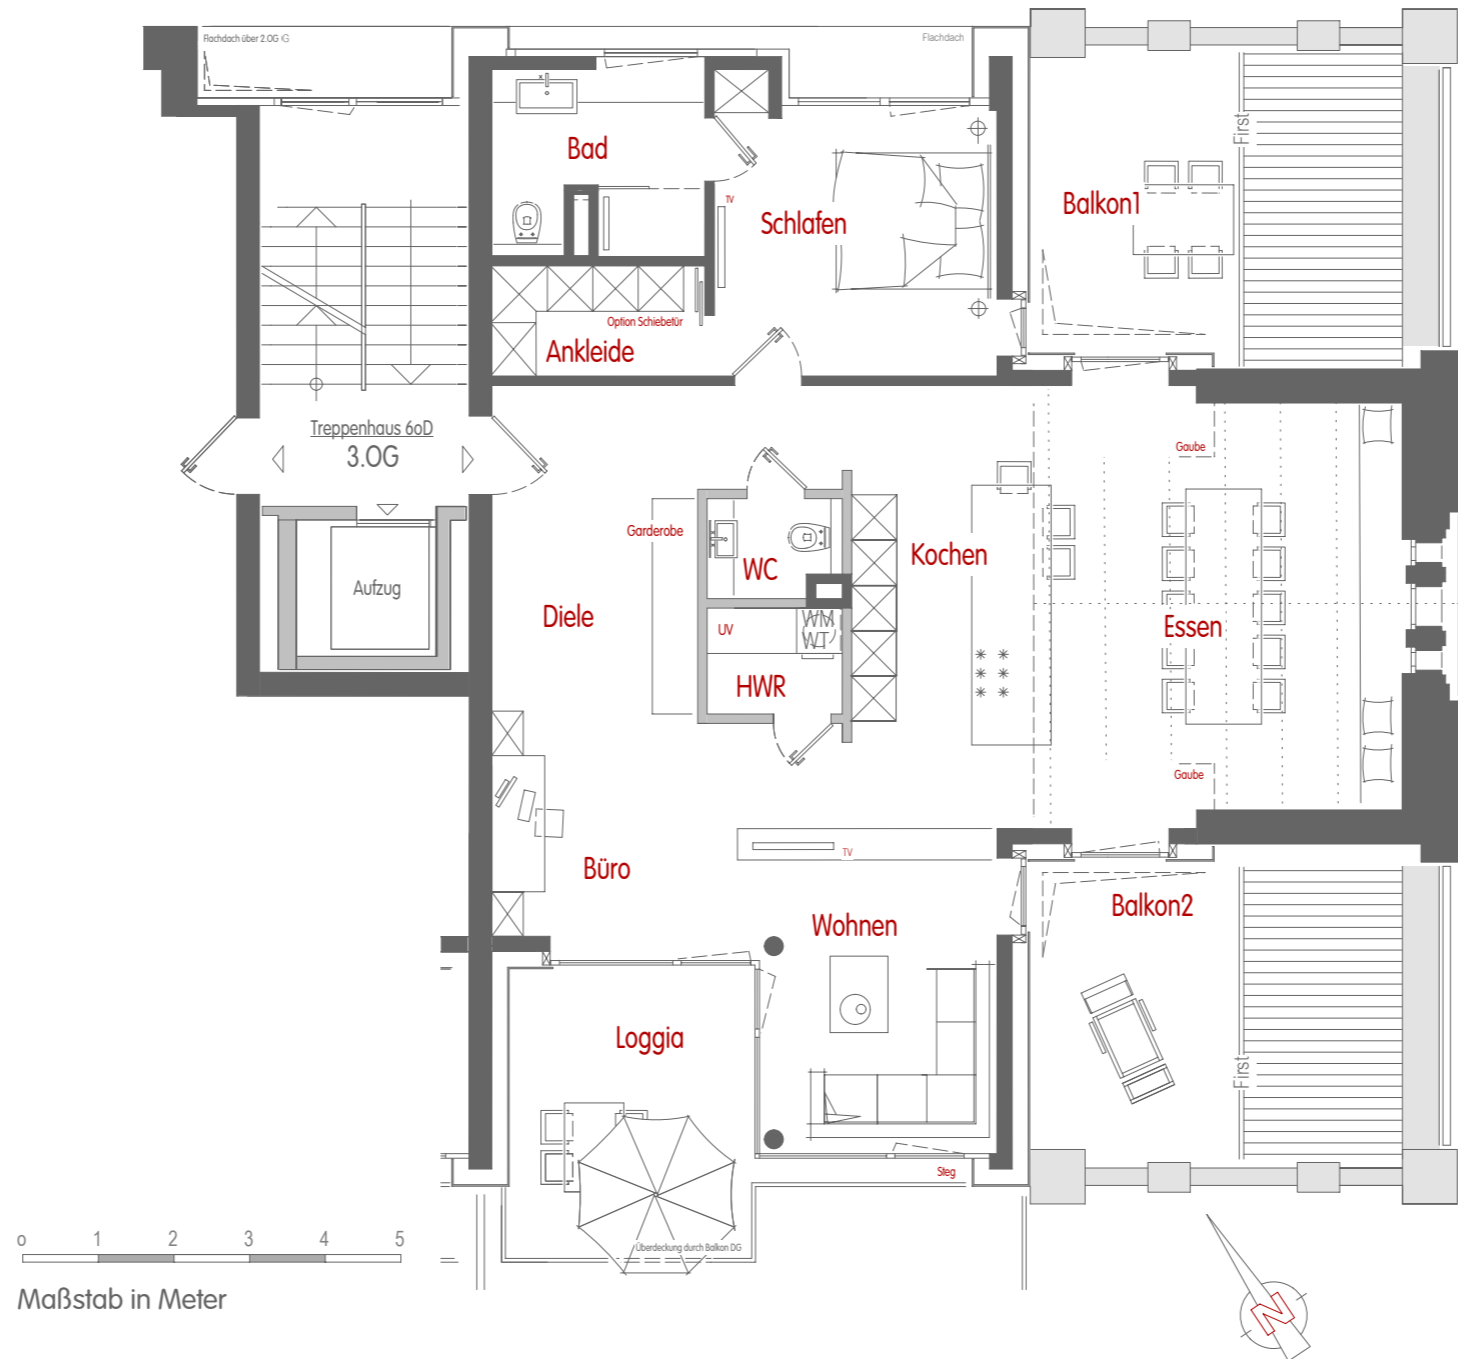 Flachdach über 2.OG
Flachdach
First
Bad
TV
Schlafen
Balkon1
Option Schiebetür
Ankleide
Treppenhaus 6oD
3.OG
Gaube
Garderobe
WC
Kochen
Aufzug
Diele
UV
WM
WT
Essen
HWR
Gaube
TV
Büro
Wohnen
Balkon2
Loggia
First
Steg
Überdeckung durch Balkon DG
o 1 2 3 4 5
Maßstab in Meter
N